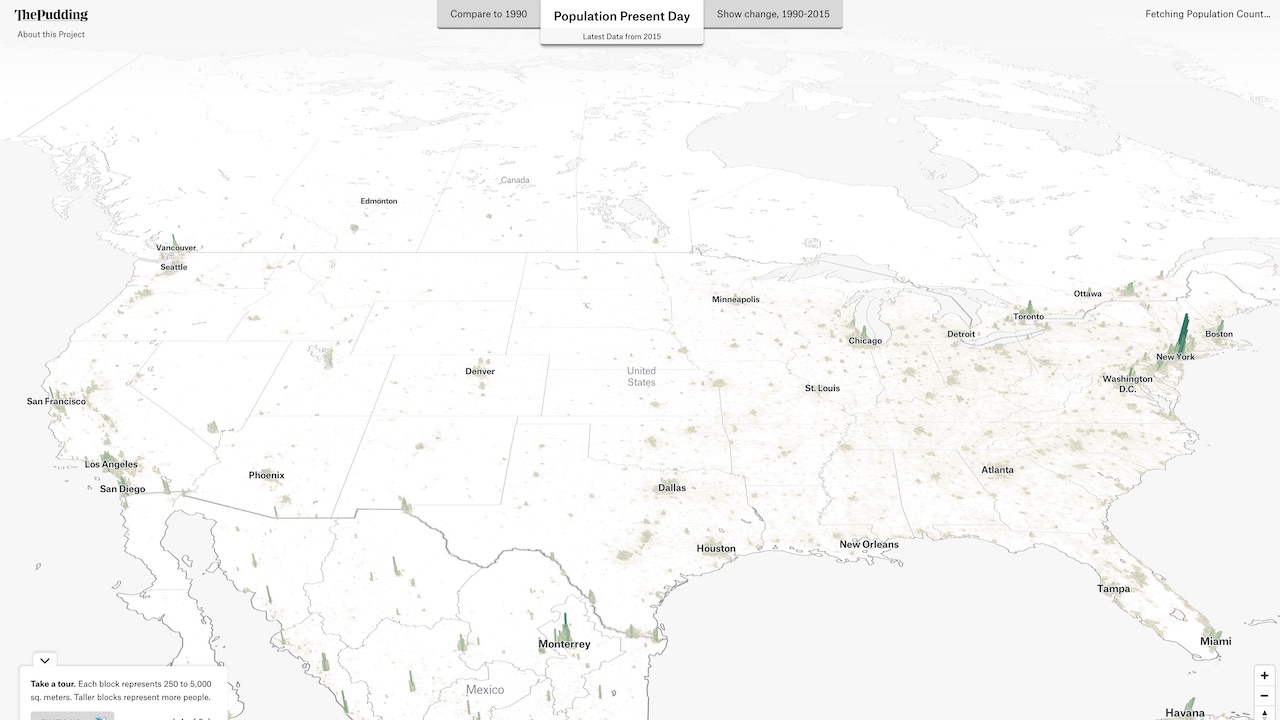 ThePudding
About this Project
Compare to 1990
Population Present Day
Latest Data from 2015
Show change, 1990-2015
Fetching Population Count...
Canada
Edmonton
Vancouver
Seattle
Minneapolis
Ottawa
Toronto
Chicago
Detroit
Boston
New York
Denver
United
States
St. Louis
Washington
D.C.
San Francisco
Los Angeles
San Diego
Phoenix
Dallas
Atlanta
Houston
New Orleans
Tampa
Monterrey
Miami
Mexico
Havana
Take a tour. Each block represents 250 to 5,000
sq. meters. Taller blocks represent more people.
+
−